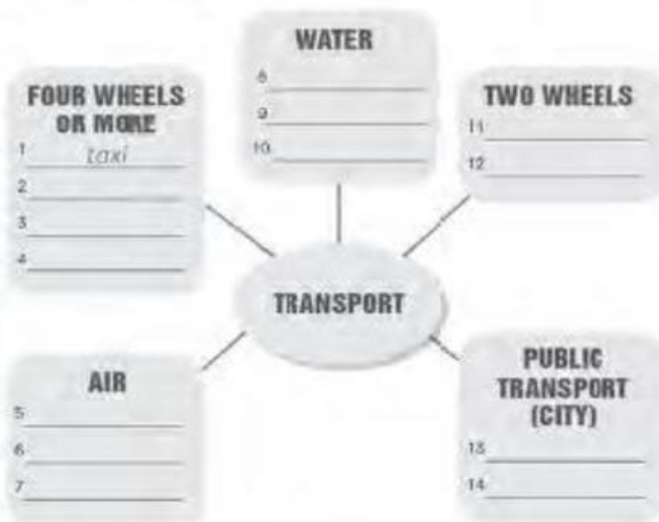 WATER
8
9
10
FOUR WHEELS
OR MORE
1 taxi
2
3
4
TWO WHEELS
11
12
TRANSPORT
AIR
5
6
7
PUBLIC
TRANSPORT
(CITY)
13
14